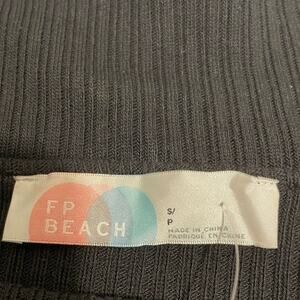 FP
BEACH
S/
P
MADE IN CHINA
FABRIQUÉ EN CHINE